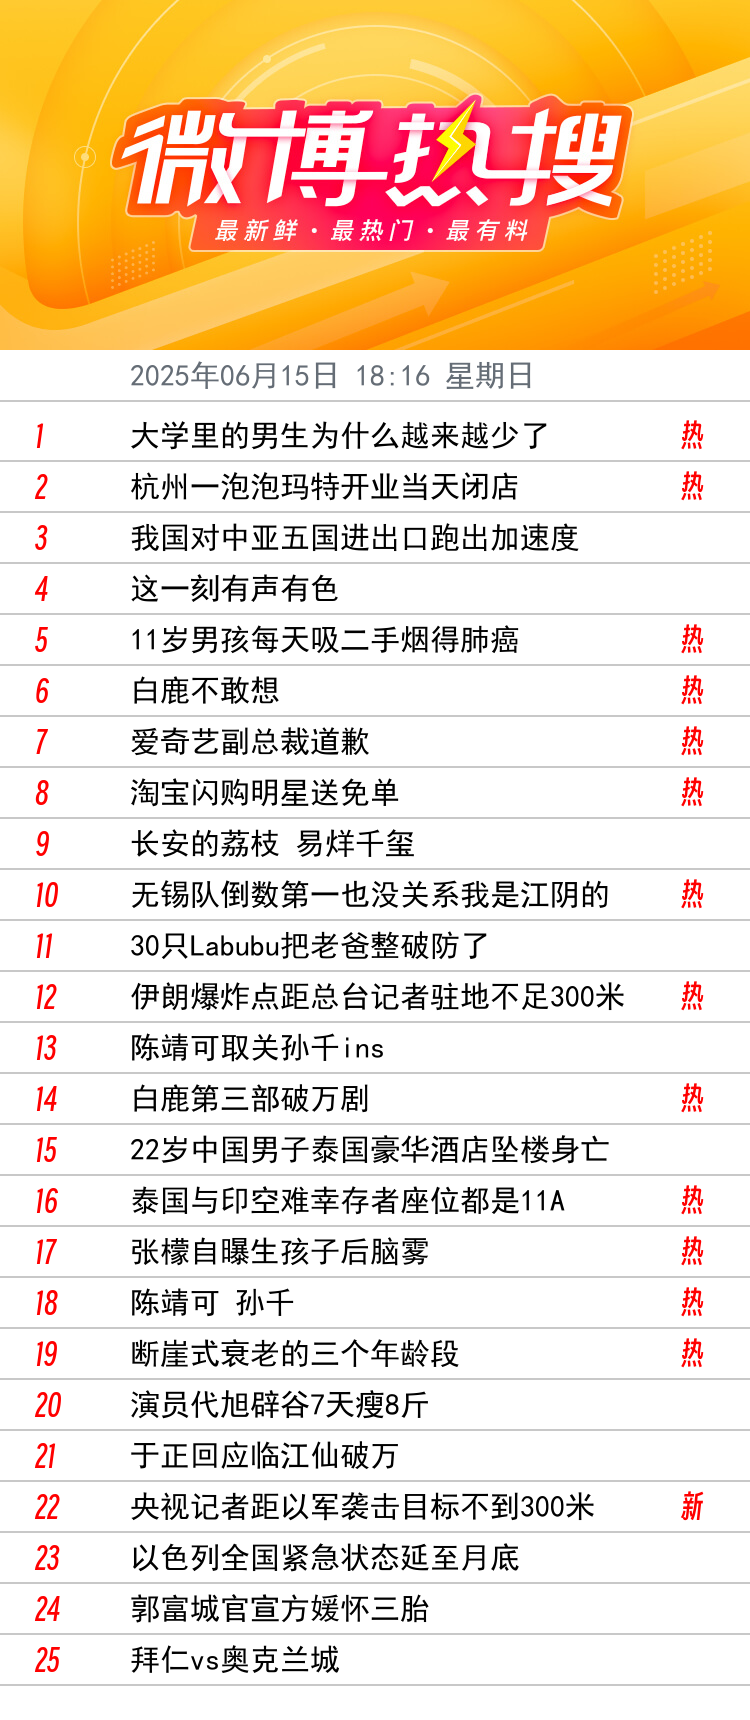 微博热搜
最新鲜·最热门·最有料
2025年06月15日 18:16 星期日
1 大学里的男生为什么越来越少了 热
2 杭州一泡泡玛特开业当天闭店 热
3 我国对中亚五国进出口跑出加速度
4 这一刻有声有色
5 11岁男孩每天吸二手烟得肺癌 热
6 白鹿不敢想 热
7 爱奇艺副总裁道歉 热
8 淘宝闪购明星送免单 热
9 长安的荔枝 易烊千玺
10 无锡队倒数第一也没关系我是江阴的 热
11 30只Labubu把老爸整破防了
12 伊朗爆炸点距总台记者驻地不足300米 热
13 陈靖可取关孙千ins
14 白鹿第三部破万剧 热
15 22岁中国男子泰国豪华酒店坠楼身亡
16 泰国与印空难幸存者座位都是11A 热
17 张檬自曝生孩子后脑雾 热
18 陈靖可 孙千 热
19 断崖式衰老的三个年龄段 热
20 演员代旭辟谷7天瘦8斤
21 于正回应临江仙破万
22 央视记者距以军袭击目标不到300米 新
23 以色列全国紧急状态延至月底
24 郭富城官宣方媛怀三胎
25 拜仁vs奥克兰城